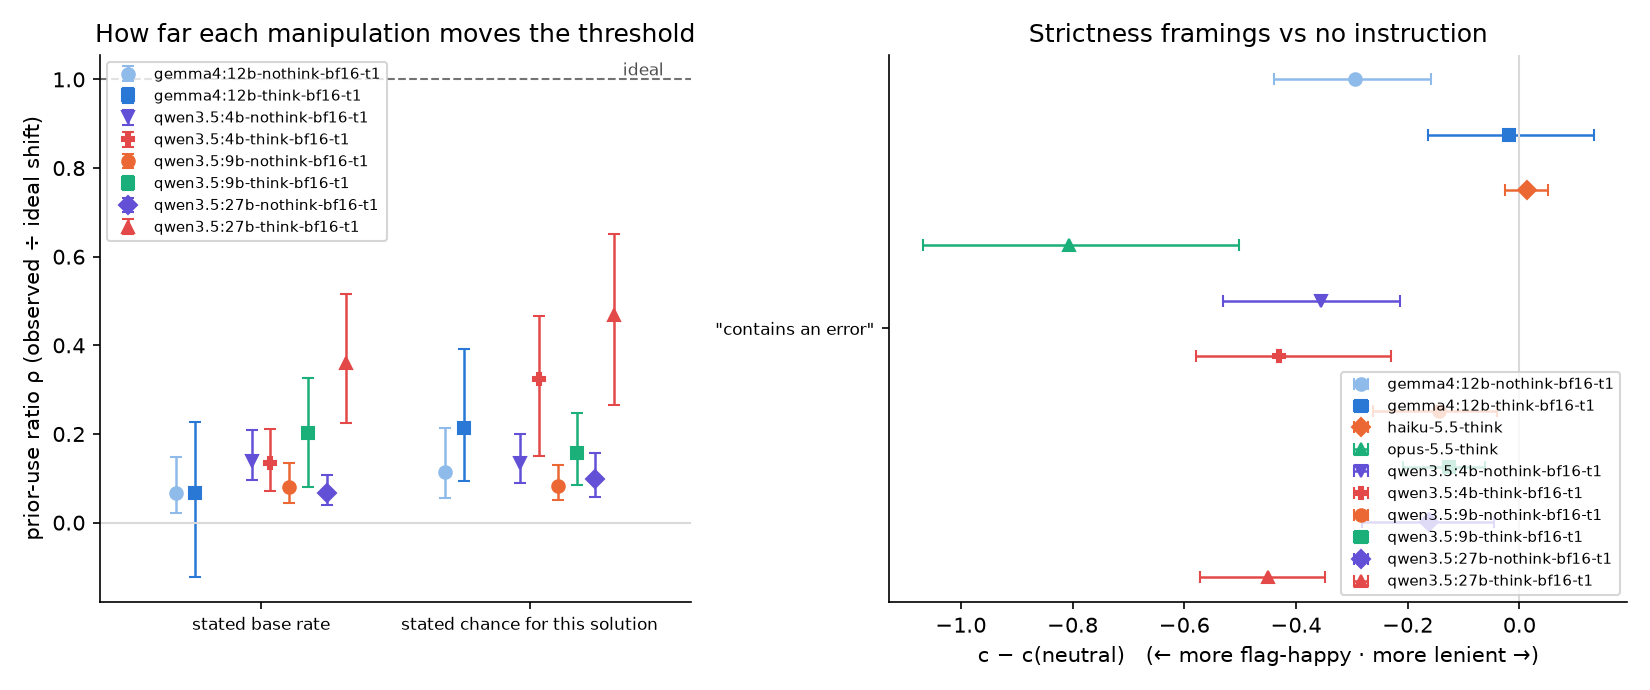 How far each manipulation moves the threshold
prior-use ratio ρ (observed ÷ ideal shift)
1.0
0.8
0.6
0.4
0.2
0.0
ideal
gemma4:12b-nothink-bf16-t1
gemma4:12b-think-bf16-t1
qwen3.5:4b-nothink-bf16-t1
qwen3.5:4b-think-bf16-t1
qwen3.5:9b-nothink-bf16-t1
qwen3.5:9b-think-bf16-t1
qwen3.5:27b-nothink-bf16-t1
qwen3.5:27b-think-bf16-t1
stated base rate
stated chance for this solution
Strictness framings vs no instruction
"contains an error"
gemma4:12b-nothink-bf16-t1
gemma4:12b-think-bf16-t1
haiku-5.5-think
opus-5.5-think
qwen3.5:4b-nothink-bf16-t1
qwen3.5:4b-think-bf16-t1
qwen3.5:9b-nothink-bf16-t1
qwen3.5:9b-think-bf16-t1
qwen3.5:27b-nothink-bf16-t1
qwen3.5:27b-think-bf16-t1
−1.0
−0.8
−0.6
−0.4
−0.2
0.0
c − c(neutral) (← more flag-happy · more lenient →)